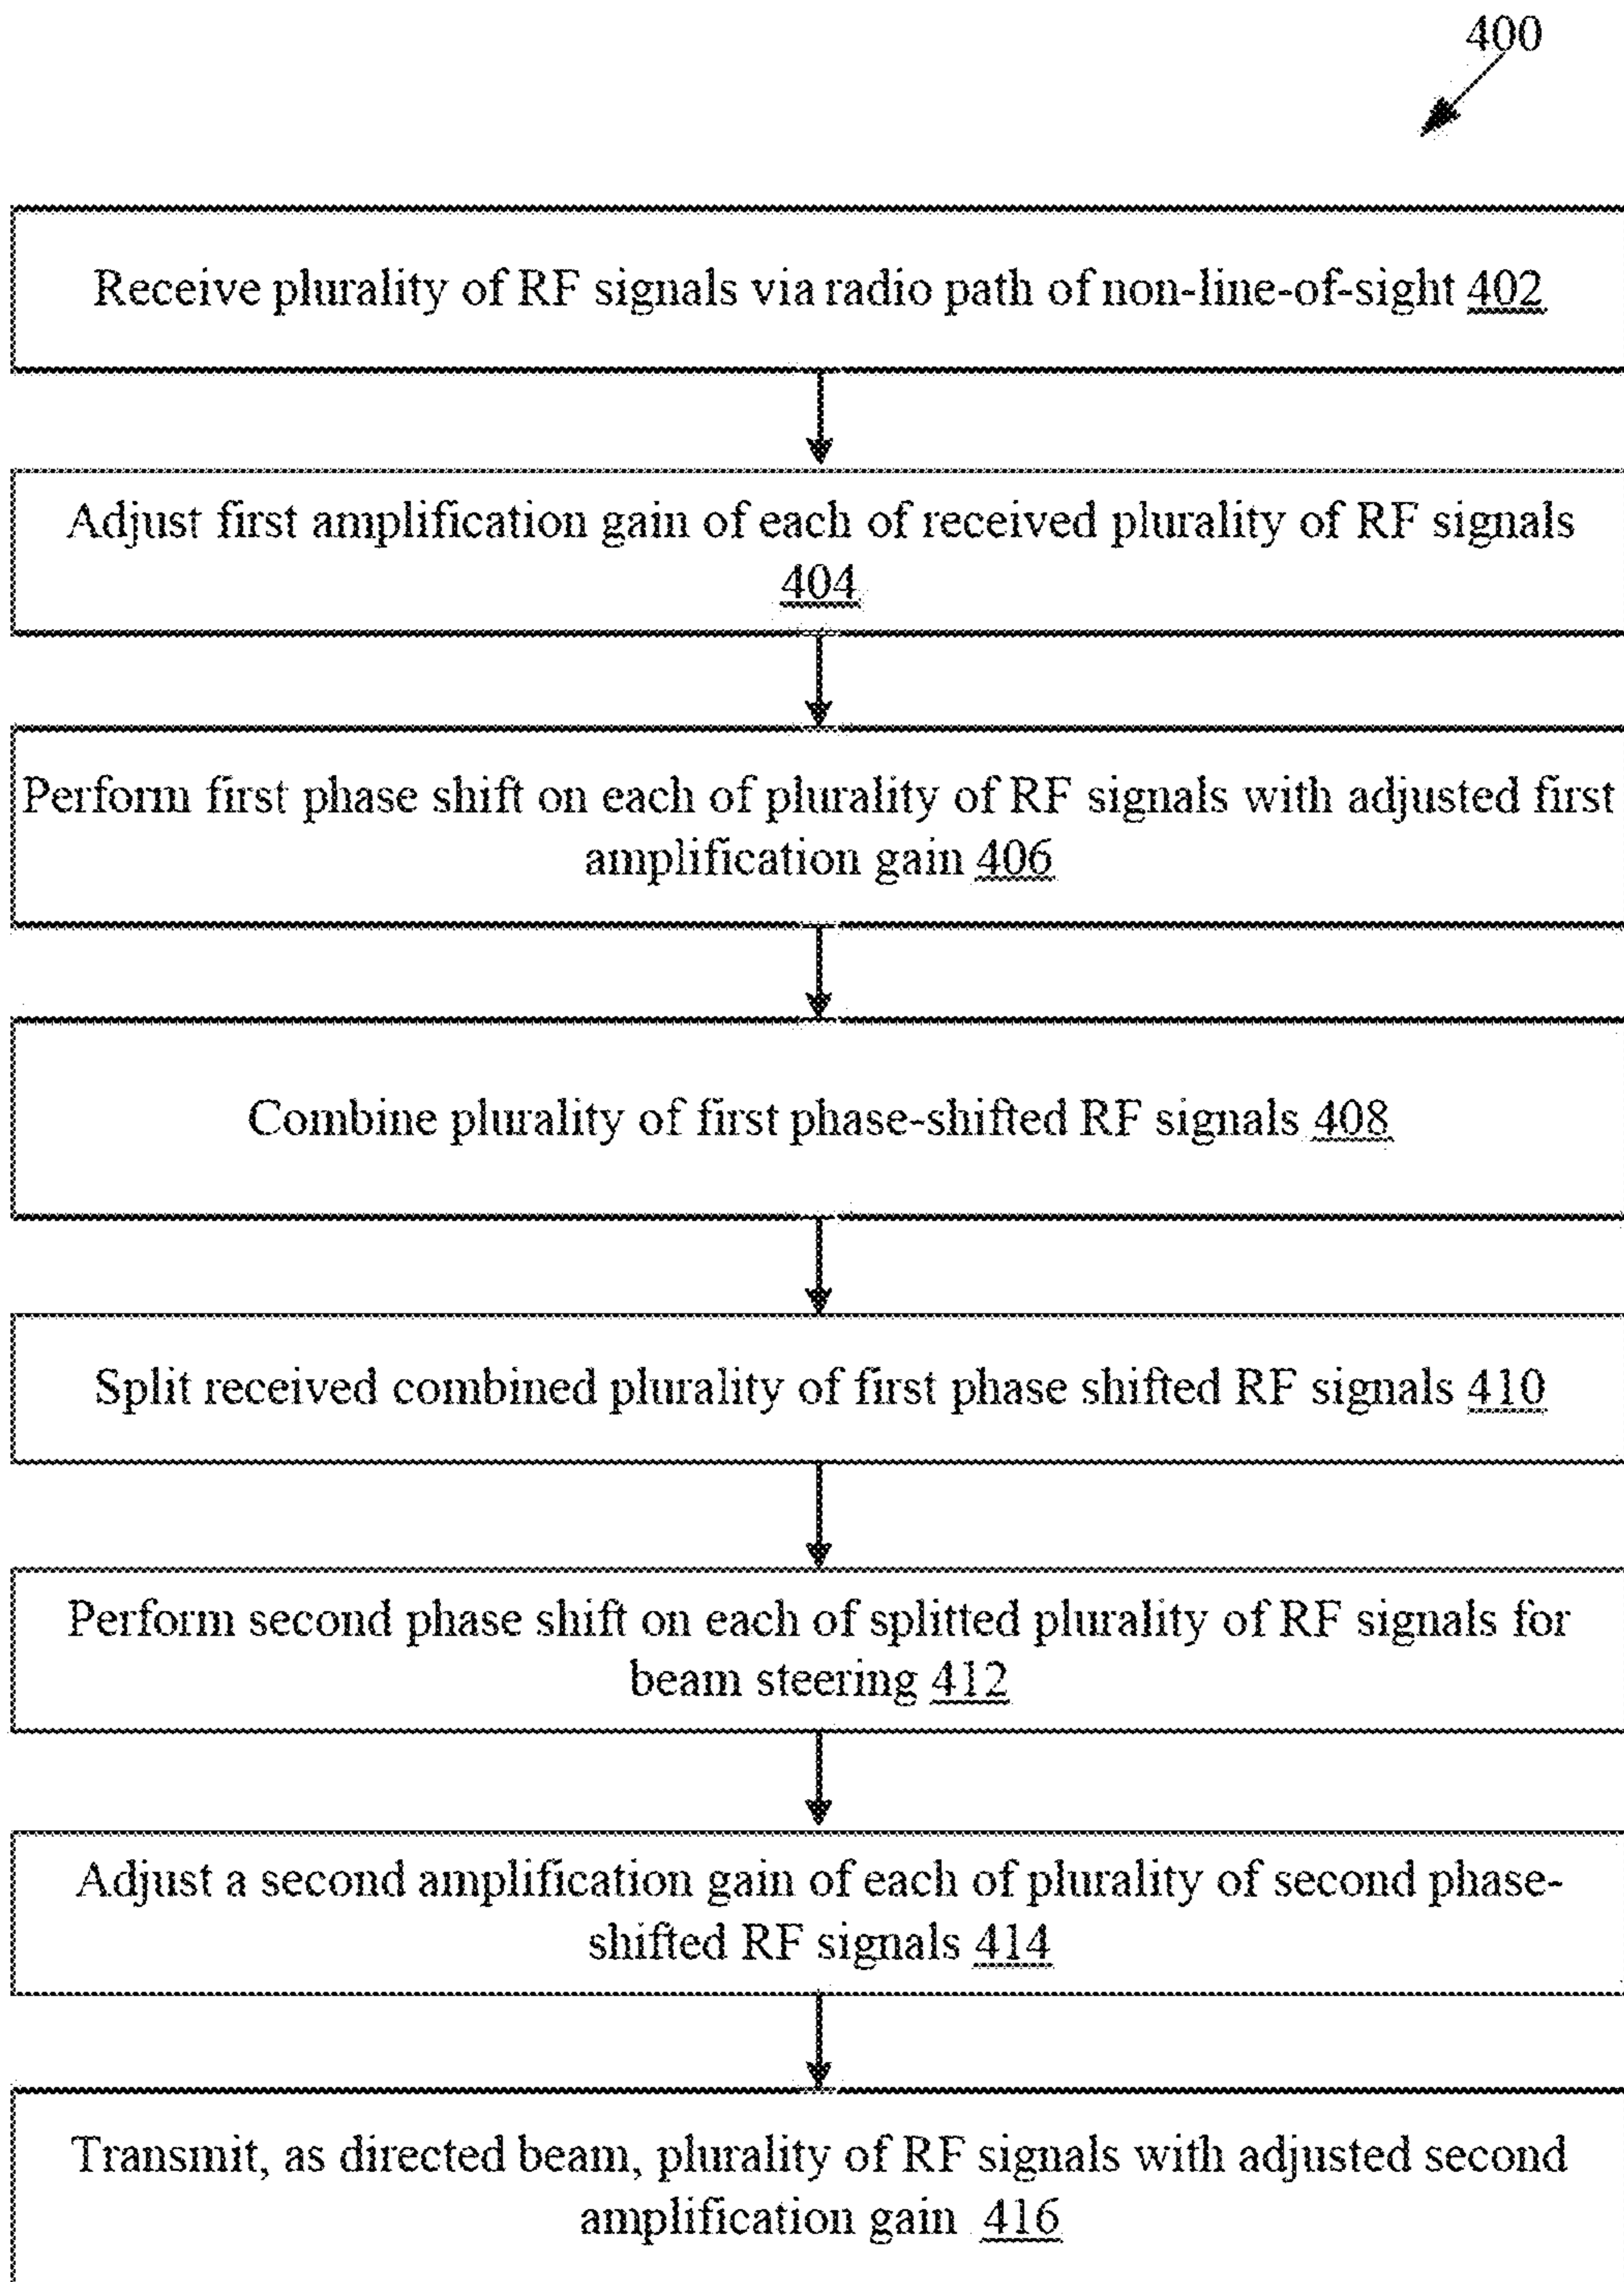 400
Receive plurality of RF signals via radio path of non-line-of-sight 402
Adjust first amplification gain of each of received plurality of RF signals
404
Perform first phase shift on each of plurality of RF signals with adjusted first
amplification gain 406
Combine plurality of first phase-shifted RF signals 408
Split received combined plurality of first phase shifted RF signals 410
Perform second phase shift on each of splitted plurality of RF signals for
beam steering 412
Adjust a second amplification gain of each of plurality of second phase-
shifted RF signals 414
Transmit, as directed beam, plurality of RF signals with adjusted second
amplification gain 416